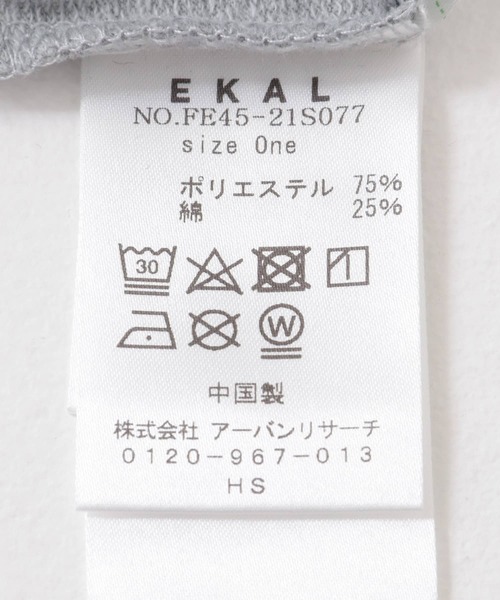 EKAL
NO.FE45-21S077
size One
ポリエステル 75%
綿 25%
30
W
中国製
株式会社 アーバンリサーチ
0120-967-013
HS